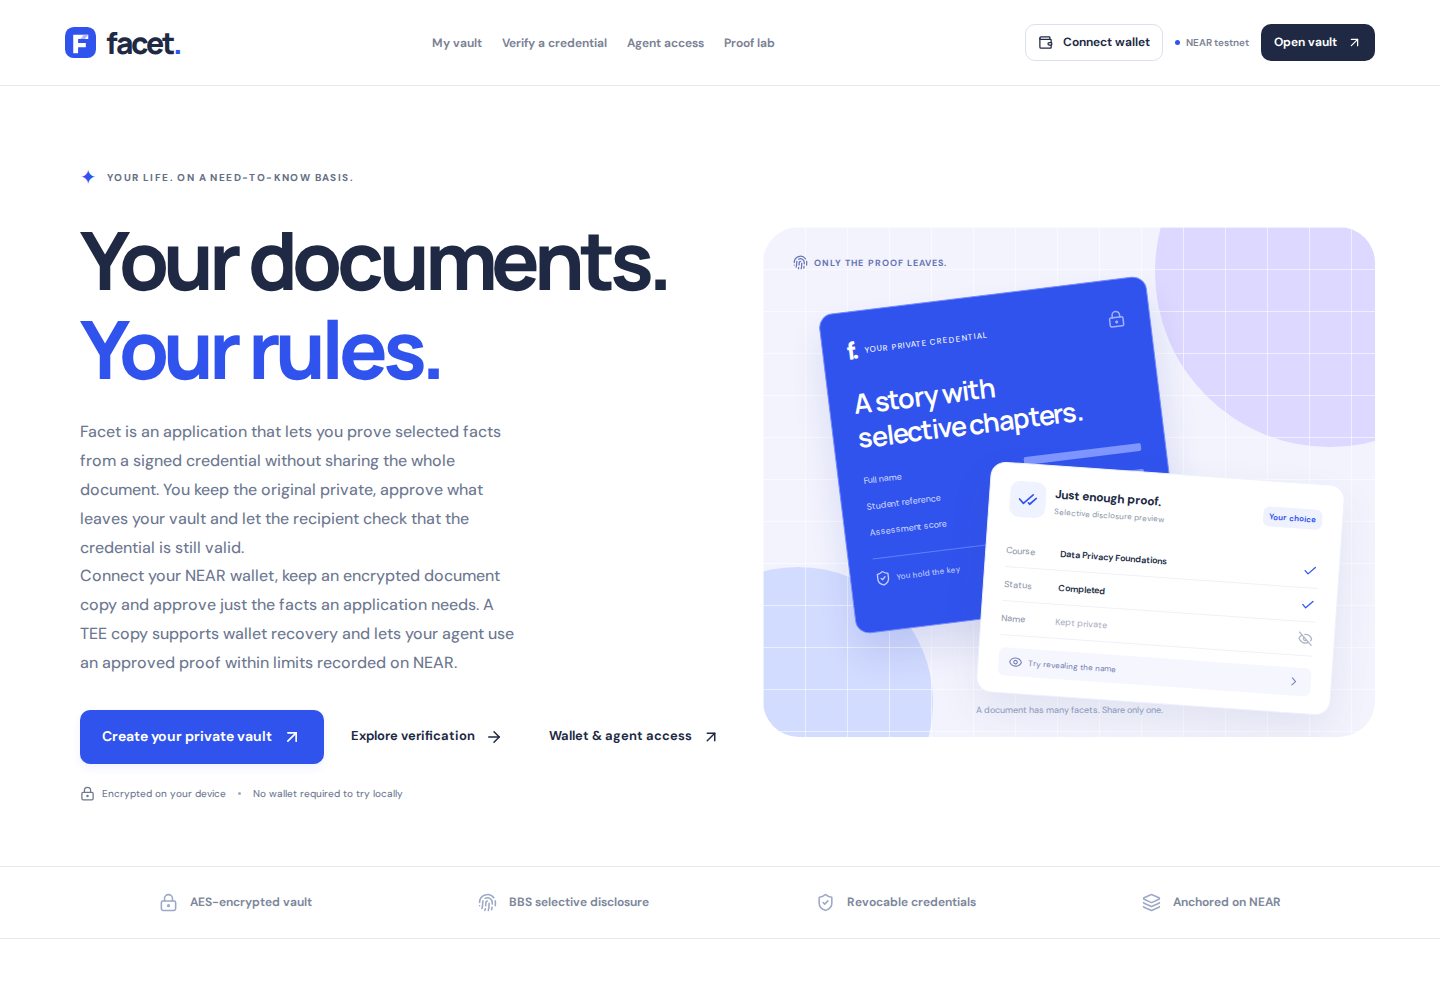 facet.
My vault
Verify a credential
Agent access
Proof lab
Connect wallet
NEAR testnet
Open vault
YOUR LIFE. ON A NEED-TO-KNOW BASIS.
Your documents.
Your rules.
Facet is an application that lets you prove selected facts
from a signed credential without sharing the whole
document. You keep the original private, approve what
leaves your vault and let the recipient check that the
credential is still valid.
Connect your NEAR wallet, keep an encrypted document
copy and approve just the facts an application needs. A
TEE copy supports wallet recovery and lets your agent use
an approved proof within limits recorded on NEAR.
Create your private vault
Explore verification
Wallet & agent access
Encrypted on your device • No wallet required to try locally
ONLY THE PROOF LEAVES.
f. YOUR PRIVATE CREDENTIAL
A story with
selective chapters.
Full name
Student reference
Assessment score
You hold the key
Just enough proof.
Selective disclosure preview
Your choice
Course Data Privacy Foundations
Status Completed
Name Kept private
Try revealing the name
A document has many facets. Share only one.
AES-encrypted vault
BBS selective disclosure
Revocable credentials
Anchored on NEAR